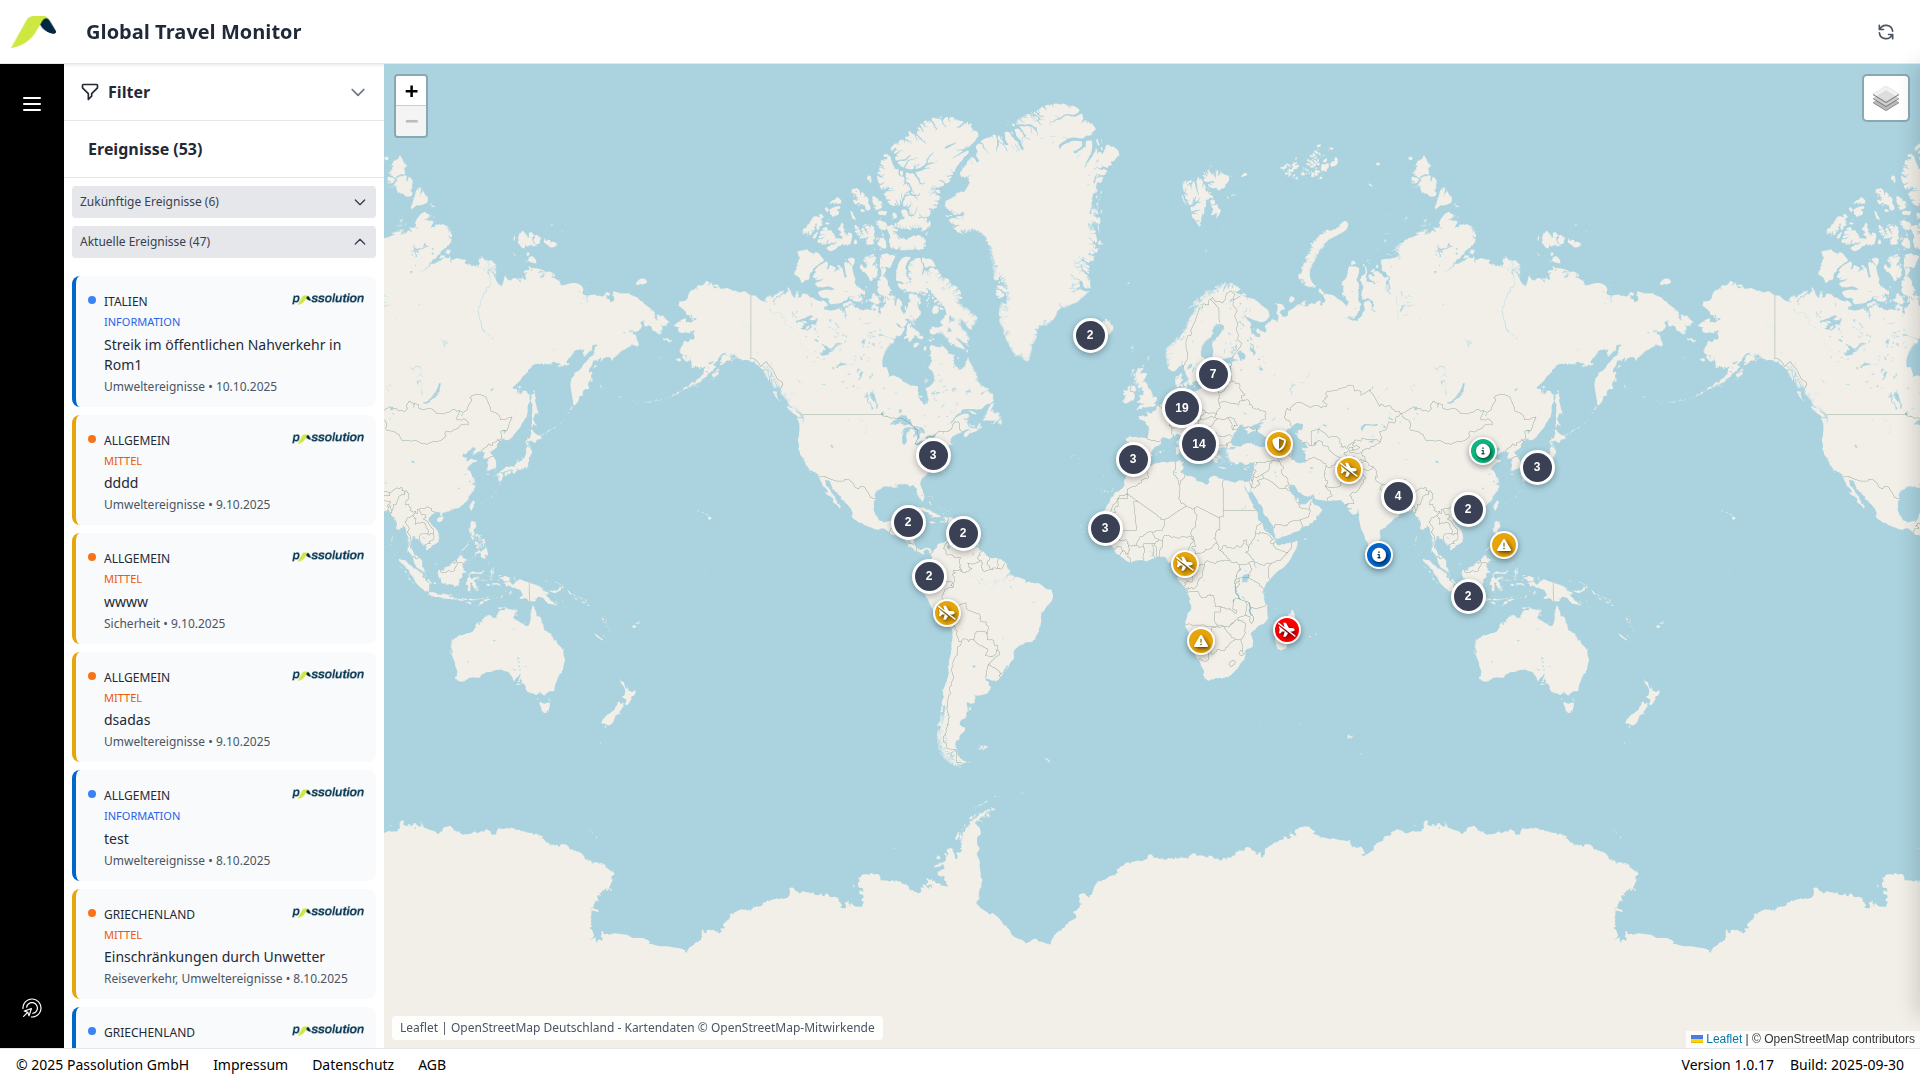 Global Travel Monitor
Filter
Ereignisse (53)
Zukünftige Ereignisse (6)
Aktuelle Ereignisse (47)
ITALIEN
passolution
INFORMATION
Streik im öffentlichen Nahverkehr in
Rom1
Umweltereignisse • 10.10.2025
ALLGEMEIN
passolution
MITTEL
dddd
Umweltereignisse • 9.10.2025
ALLGEMEIN
passolution
MITTEL
wwww
Sicherheit • 9.10.2025
ALLGEMEIN
passolution
MITTEL
dsadas
Umweltereignisse • 9.10.2025
ALLGEMEIN
passolution
INFORMATION
test
Umweltereignisse • 8.10.2025
GRIECHENLAND
passolution
MITTEL
Einschränkungen durch Unwetter
Reiseverkehr, Umweltereignisse • 8.10.2025
GRIECHENLAND
passolution
+
−
2
7
19
14
3
3
3
4
2
2
2
3
2
2
Leaflet | OpenStreetMap Deutschland - Kartendaten © OpenStreetMap-Mitwirkende
Leaflet | © OpenStreetMap contributors
© 2025 Passolution GmbH Impressum Datenschutz AGB
Version 1.0.17 Build: 2025-09-30